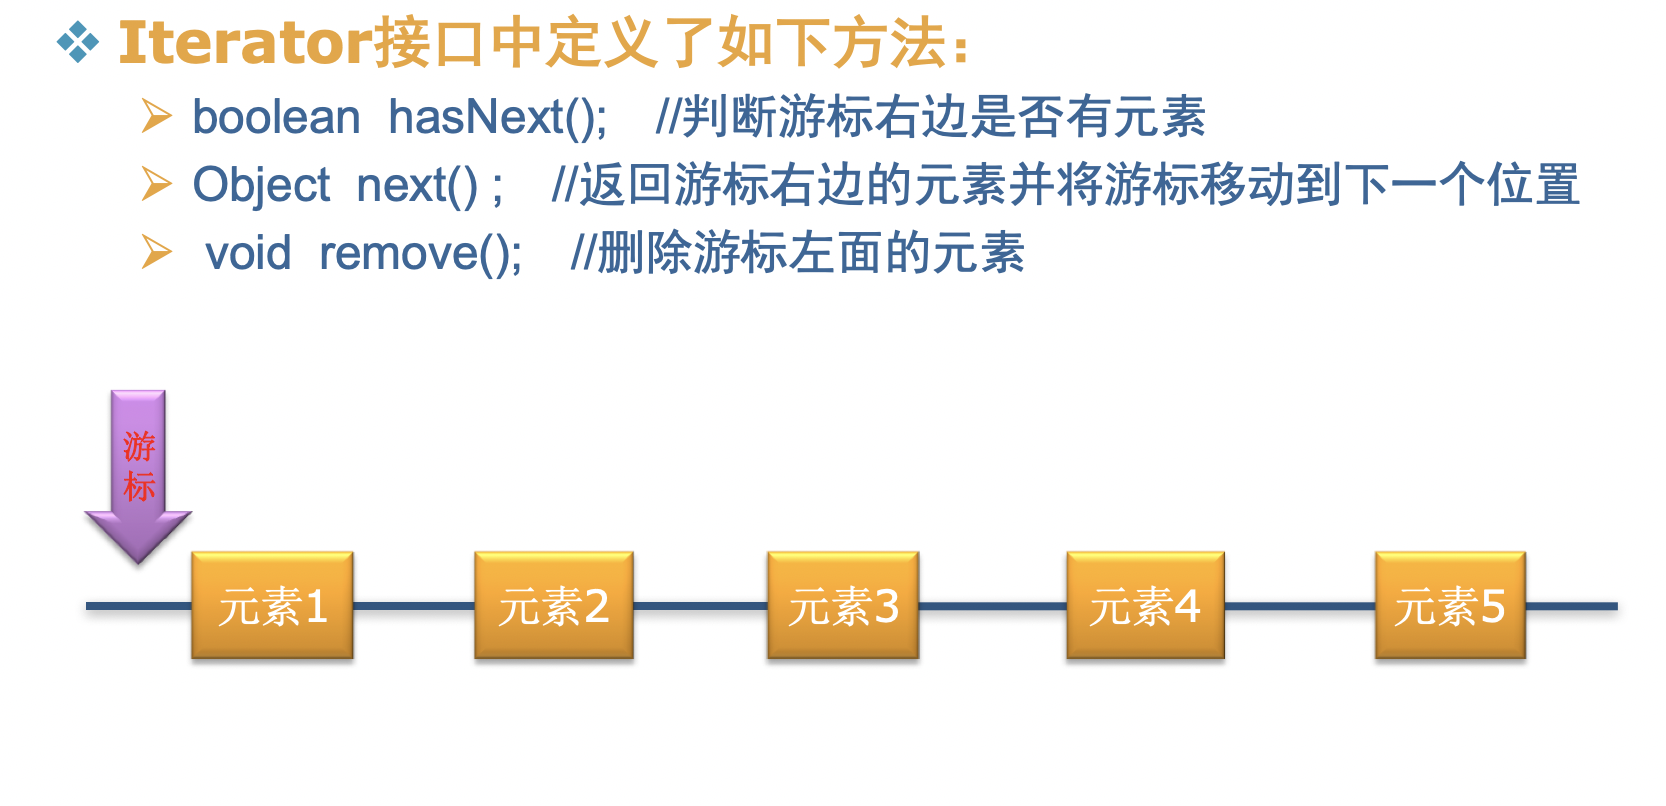 Iterator接口中定义了如下方法：
boolean hasNext(); //判断游标右边是否有元素
Object next() ; //返回游标右边的元素并将游标移动到下一个位置
void remove(); //删除游标左面的元素
游标
元素1
元素2
元素3
元素4
元素5